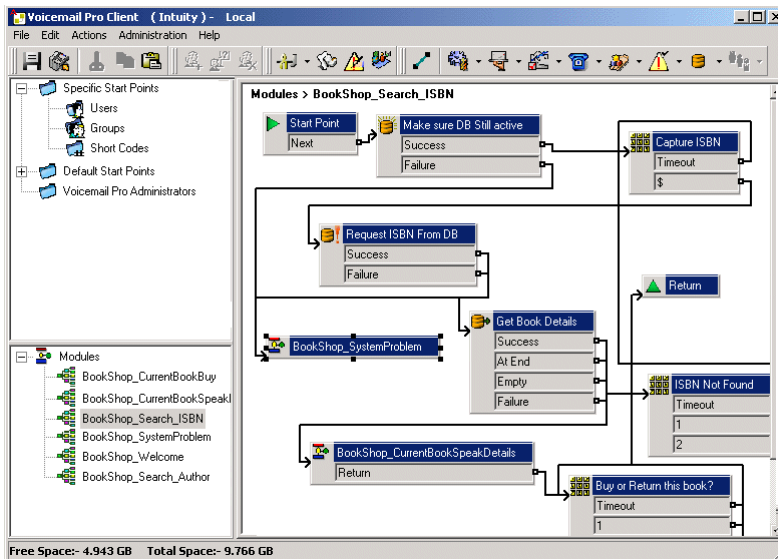 Voicemail Pro Client  ( Intuity ) -   Local
File Edit Actions Administration Help
Specific Start Points
Users
Groups
Short Codes
Default Start Points
Voicemail Pro Administrators
Modules
BookShop_CurrentBookBuy
BookShop_CurrentBookSpeakI
BookShop_Search_ISBN
BookShop_SystemProblem
BookShop_Welcome
BookShop_Search_Author
Modules > BookShop_Search_ISBN
Start Point
Next
Make sure DB Still active
Success
Failure
Capture ISBN
Timeout
$
Request ISBN From DB
Success
Failure
Return
BookShop_SystemProblem
Get Book Details
Success
At End
Empty
Failure
ISBN Not Found
Timeout
1
2
BookShop_CurrentBookSpeakDetails
Return
Buy or Return this book?
Timeout
1
Free Space:- 4.943 GB Total Space:- 9.766 GB